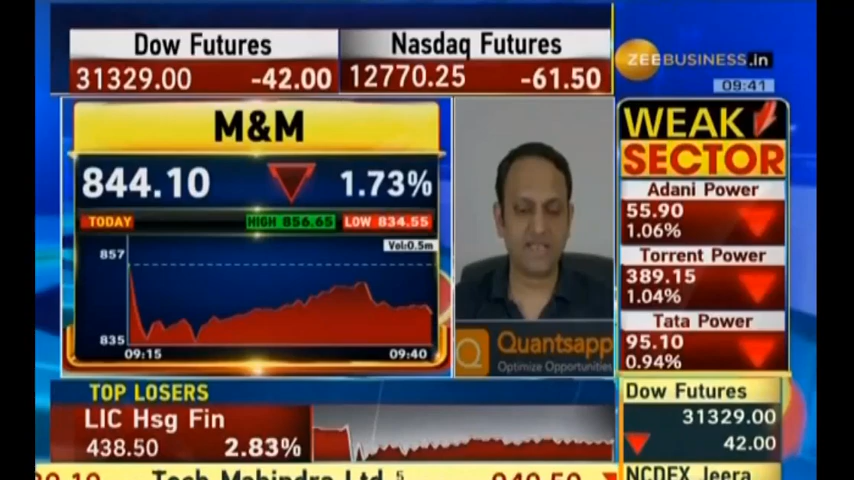 Dow Futures
31329.00 -42.00
Nasdaq Futures
12770.25 -61.50
ZEEBUSINESS.in
09:41
M&M
844.10 1.73%
TODAY HIGH 856.65 LOW 834.55
Vol:0.5m
857
835
09:15 09:40
Quantsapp
Optimize Opportunities
WEAK
SECTOR
Adani Power
55.90
1.06%
Torrent Power
389.15
1.04%
Tata Power
95.10
0.94%
TOP LOSERS
LIC Hsg Fin
438.50 2.83%
Dow Futures
31329.00
42.00
Tech Mahindra Ltd
NCDEX Jeera